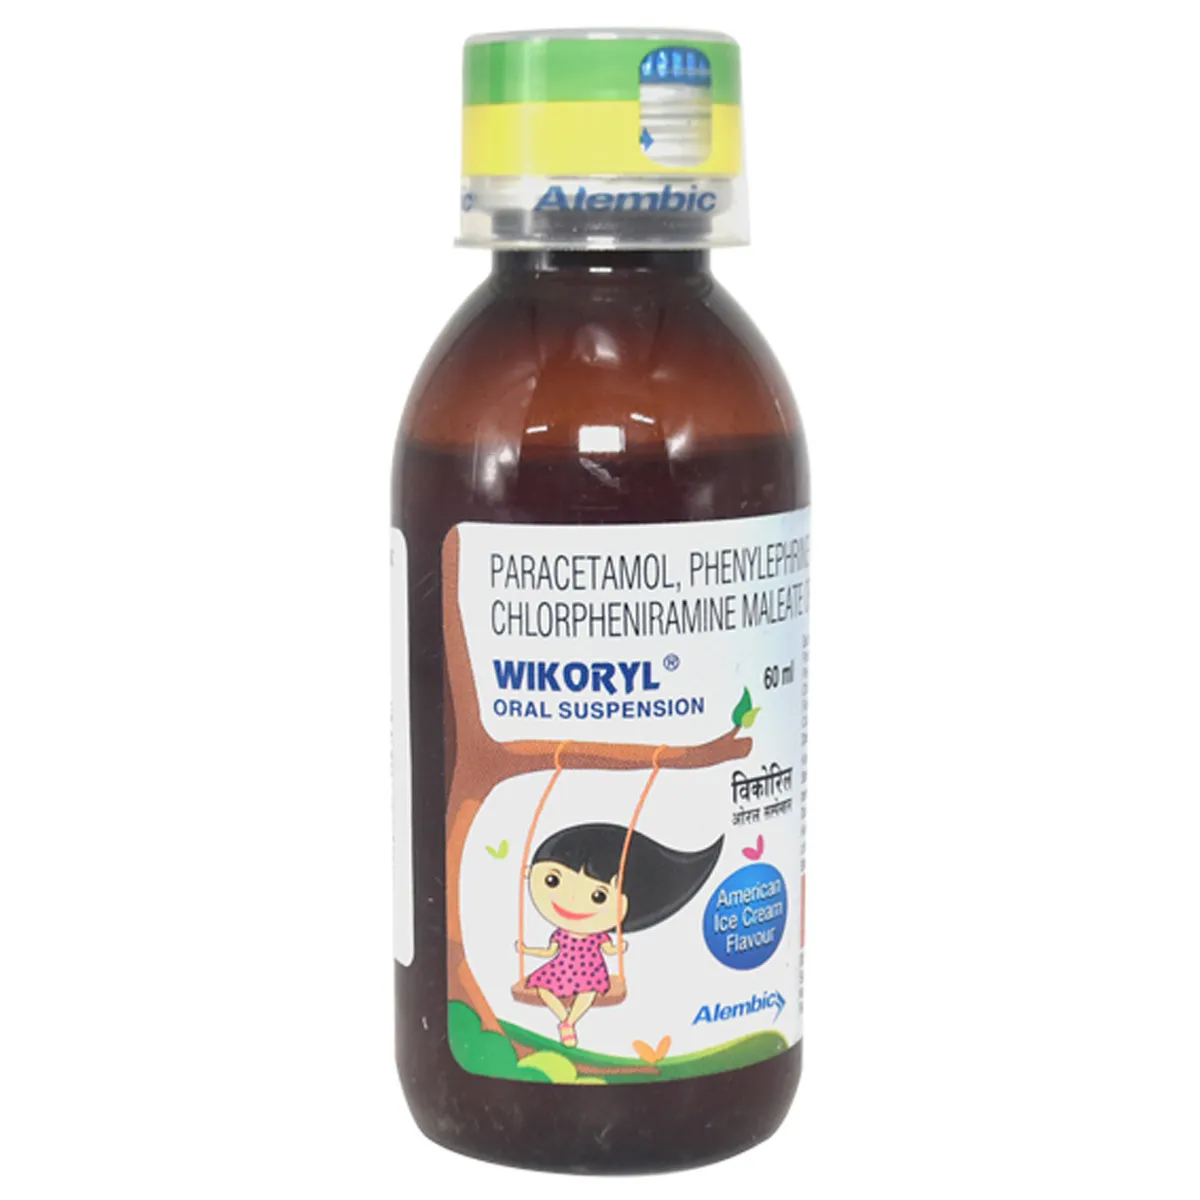 Alembic
PARACETAMOL, PHENYLEPHRINE
CHLORPHENIRAMINE MALEATE
WIKORYL®
ORAL SUSPENSION
60 ml
विकोरिल
ओरल सस्पेन्शन
American
Ice Cream
Flavour
Alembic